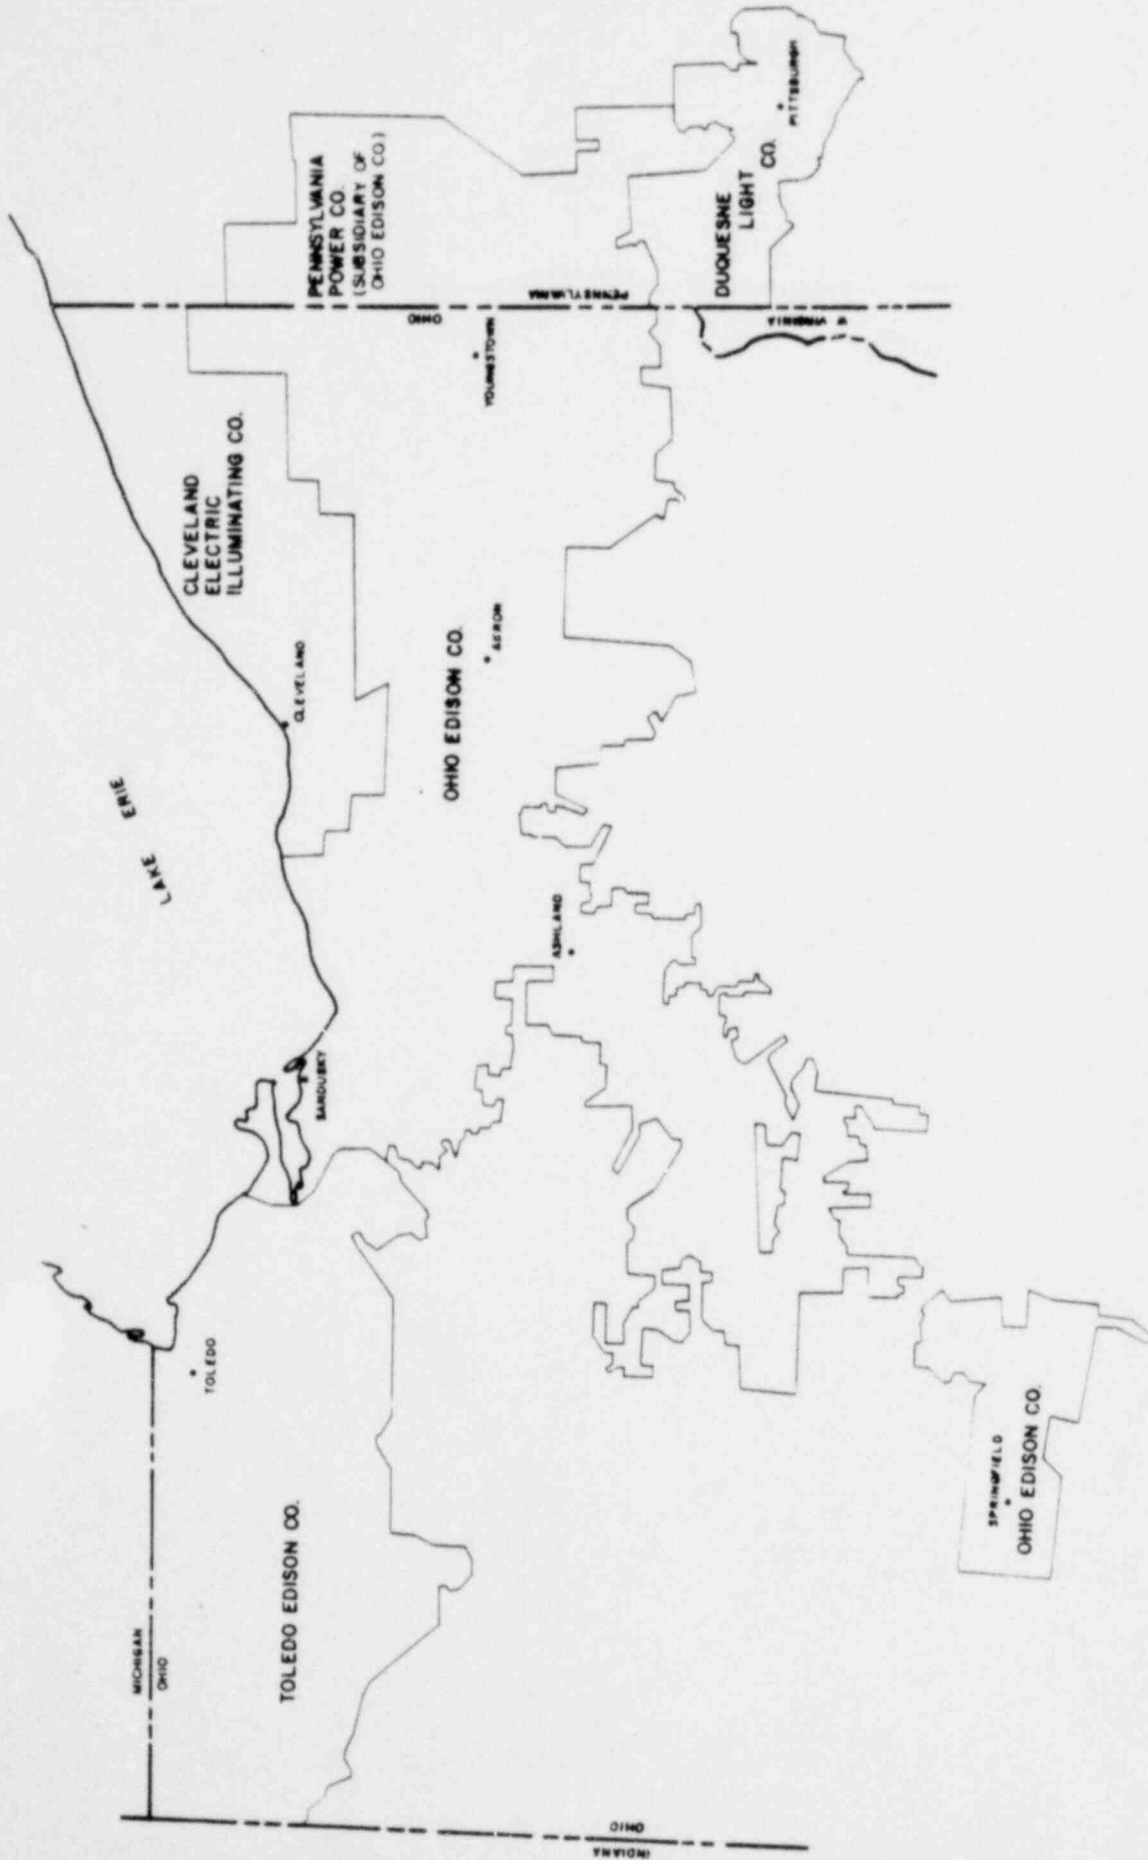 LAKE ERIE
MICHIGAN
OHIO
TOLEDO
TOLEDO EDISON CO.
INDIANA
OHIO
SANDUSKY
CLEVELAND
ELECTRIC
ILLUMINATING CO.
CLEVELAND
OHIO EDISON CO.
AKRON
ASHLAND
YOUNGSTOWN
OHIO
PENNSYLVANIA
PENNSYLVANIA
POWER CO.
(SUBSIDIARY OF
OHIO EDISON CO.)
DUQUESNE
LIGHT
CO.
PITTSBURGH
W VIRGINIA
SPRINGFIELD
OHIO EDISON CO.